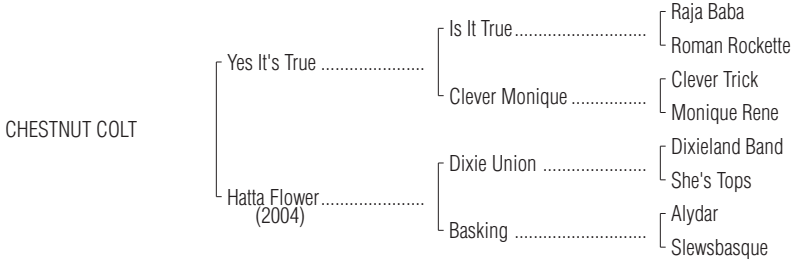 Raja Baba
Is It True............................
Roman Rockette
Yes It's True ......................
Clever Trick
Clever Monique ................
Monique Rene
CHESTNUT COLT
Dixieland Band
Dixie Union ......................
She's Tops
Hatta Flower......................
(2004)
Alydar
Basking ............................
Slewsbasque